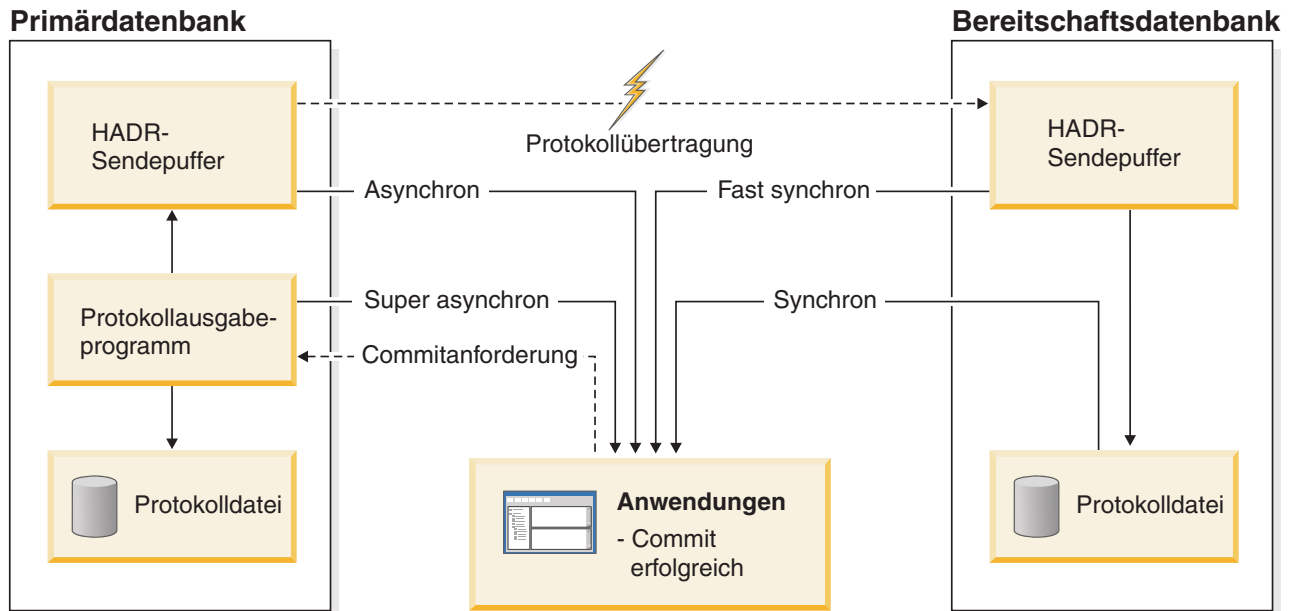 Primärdatenbank
Bereitschaftsdatenbank
HADR-
Sendepuffer
Protokollübertragung
HADR-
Sendepuffer
Asynchron
Fast synchron
Protokollausgabe-
programm
Super asynchron
Synchron
Commitanforderung
Protokolldatei
Anwendungen
- Commit
erfolgreich
Protokolldatei